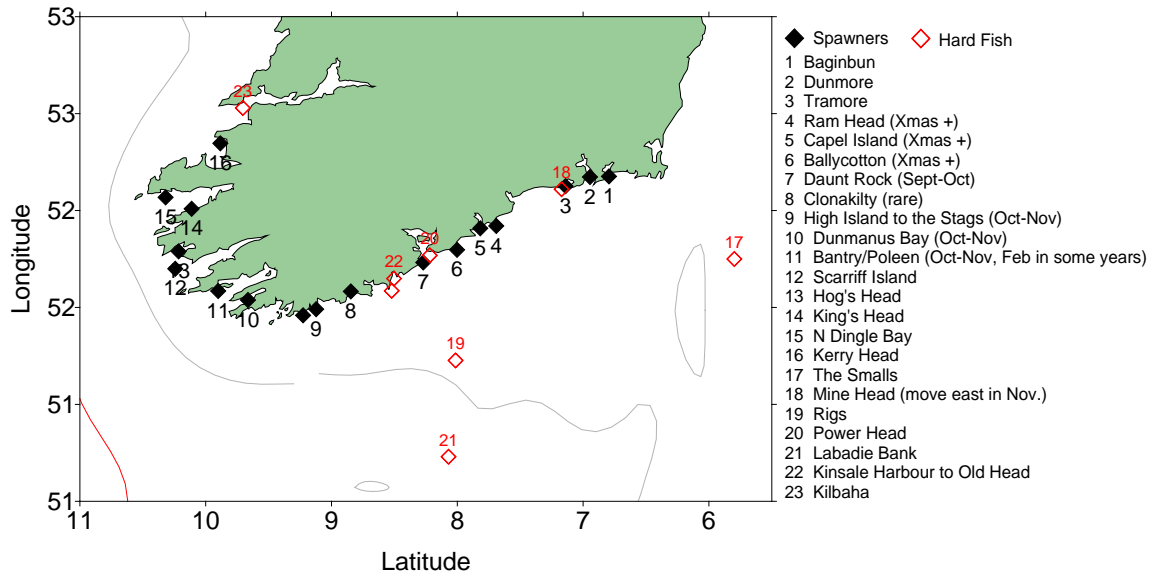 53
53
52
52
51
51
Longitude
11
10
9
8
7
6
Latitude
23
16
15
14
13
12
11
10
9
8
22
7
20
6
5
4
18
3
2
1
17
19
21
Spawners
Hard Fish
1 Baginbun
2 Dunmore
3 Tramore
4 Ram Head (Xmas +)
5 Capel Island (Xmas +)
6 Ballycotton (Xmas +)
7 Daunt Rock (Sept-Oct)
8 Clonakilty (rare)
9 High Island to the Stags (Oct-Nov)
10 Dunmanus Bay (Oct-Nov)
11 Bantry/Poleen (Oct-Nov, Feb in some years)
12 Scarriff Island
13 Hog's Head
14 King's Head
15 N Dingle Bay
16 Kerry Head
17 The Smalls
18 Mine Head (move east in Nov.)
19 Rigs
20 Power Head
21 Labadie Bank
22 Kinsale Harbour to Old Head
23 Kilbaha